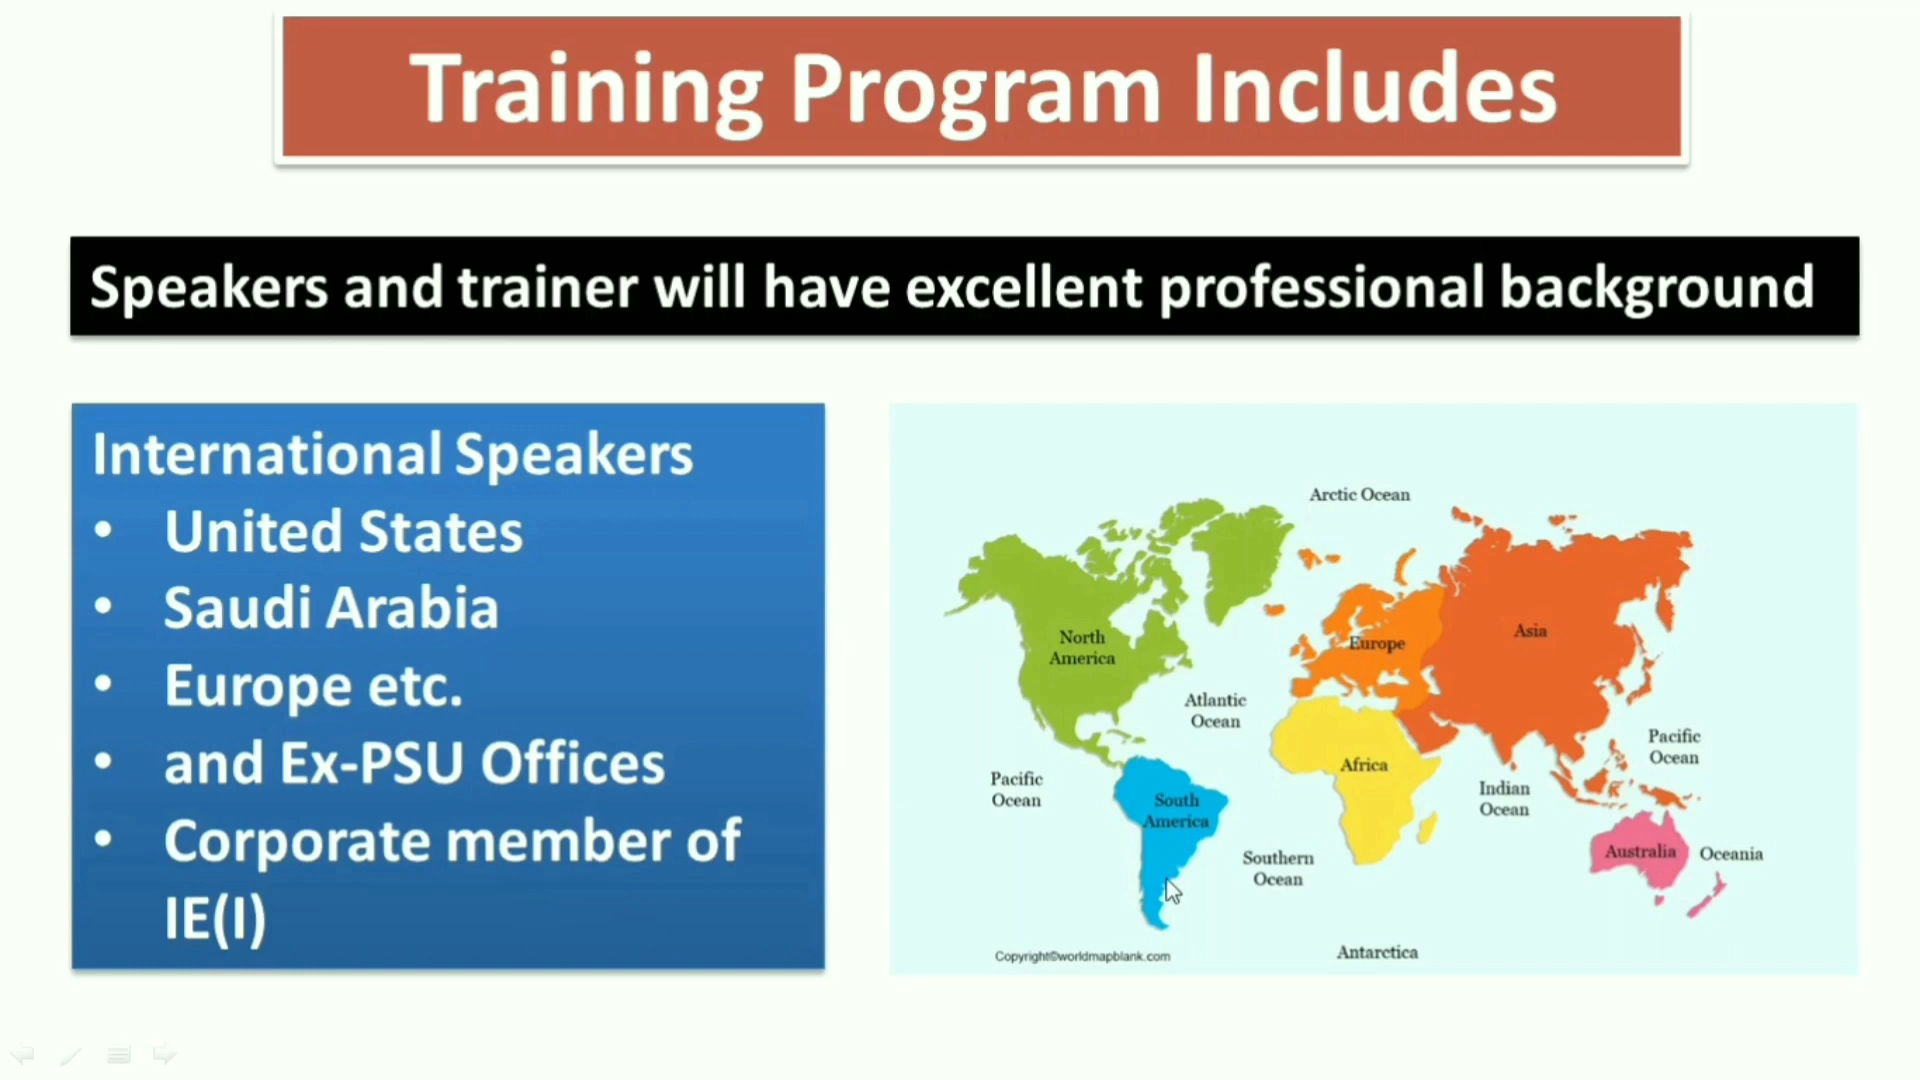 Training Program Includes
Speakers and trainer will have excellent professional background
International Speakers
• United States
• Saudi Arabia
• Europe etc.
• and Ex-PSU Offices
• Corporate member of
IE(I)
Arctic Ocean
North
America
Europe
Asia
Atlantic
Ocean
Pacific
Ocean
Africa
Pacific
Ocean
Indian
Ocean
South
America
Southern
Ocean
Australia
Oceania
Antarctica
Copyright©worldmapblank.com